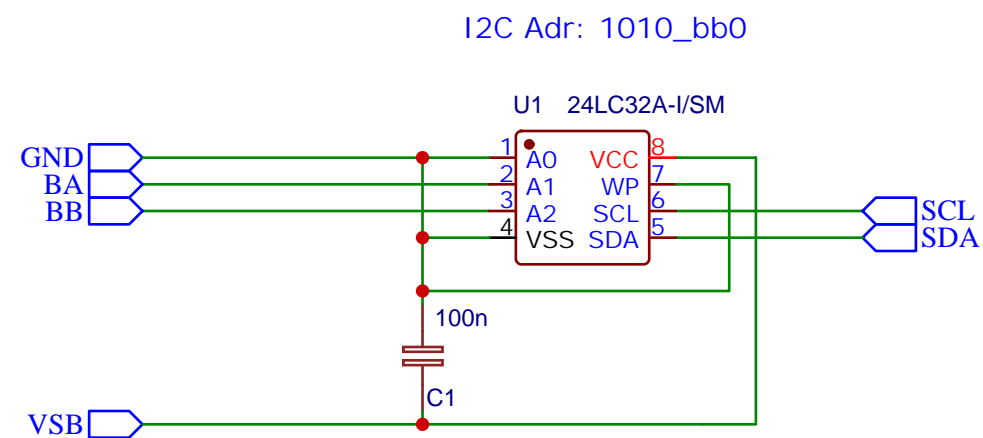 I2C Adr: 1010_bb0
U1 24LC32A-I/SM
GND 1 A0 VCC 8
BA 2 A1 WP 7
BB 3 A2 SCL 6 SCL
4 VSS SDA 5 SDA
100n
C1
VSB